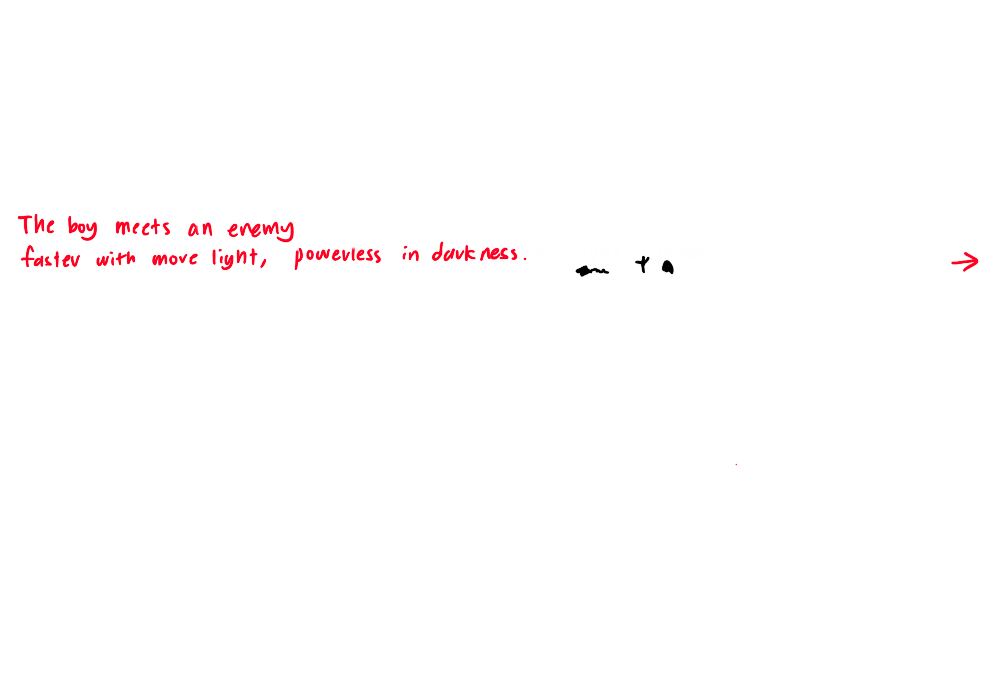 The boy meets an enemy
faster with more light, powerless in darkness.